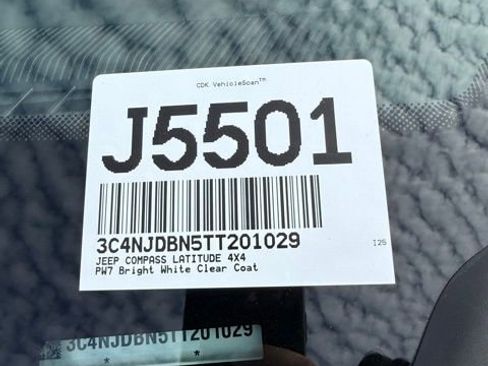 CDK VehicleScan™
J5501
3C4NJDBN5TT201029
JEEP COMPASS LATITUDE 4X4
I25
PW7 Bright White Clear Coat
3C4NJDBN5TT201029
* *